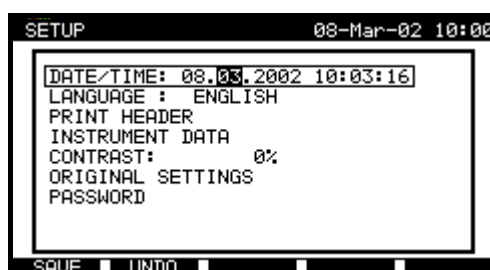 SETUP 08-Mar-02 10:00
DATE/TIME: 08.03.2002 10:03:16
LANGUAGE : ENGLISH
PRINT HEADER
INSTRUMENT DATA
CONTRAST: 0%
ORIGINAL SETTINGS
PASSWORD
SAVE UNDO